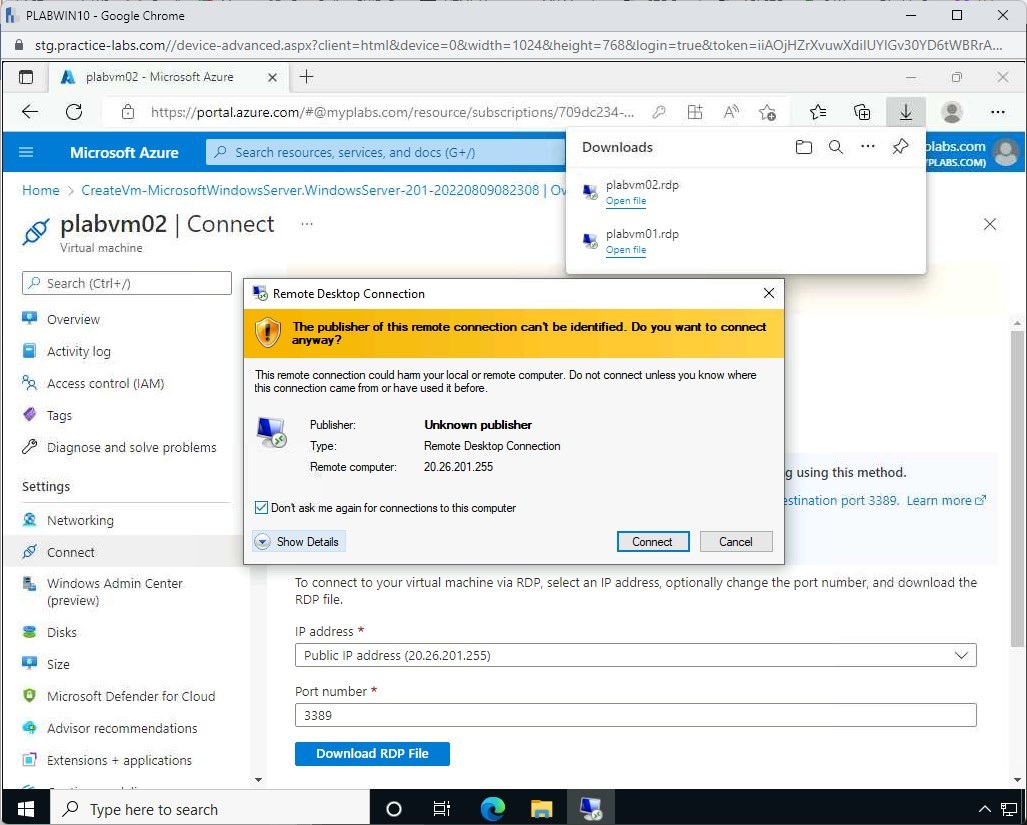 PLABWIN10 - Google Chrome
stg.practice-labs.com//device-advanced.aspx?client=html&device=0&width=1024&height=768&login=true&token=iiAOjHZrXvuwXdiIUYIGv30YD6tWBRrA...
plabvm02 - Microsoft Azure
https://portal.azure.com/#@myplabs.com/resource/subscriptions/709dc234-...
Microsoft Azure
Search resources, services, and docs (G+/)
plabs.com
YPLABS.COM)
Downloads
plabvm02.rdp
Open file
plabvm01.rdp
Open file
Home > CreateVm-MicrosoftWindowsServer.WindowsServer-201-20220809082308 | Ov
plabvm02 | Connect ...
Virtual machine
Search (Ctrl+/)
Overview
Activity log
Access control (IAM)
Tags
Diagnose and solve problems
Settings
Networking
Connect
Windows Admin Center
(preview)
Disks
Size
Microsoft Defender for Cloud
Advisor recommendations
Extensions + applications
Remote Desktop Connection
The publisher of this remote connection can't be identified. Do you want to connect
anyway?
This remote connection could harm your local or remote computer. Do not connect unless you know where
this connection came from or have used it before.
Publisher: Unknown publisher
Type: Remote Desktop Connection
Remote computer: 20.26.201.255
Don't ask me again for connections to this computer
Show Details
Connect
Cancel
g using this method.
estination port 3389. Learn more
To connect to your virtual machine via RDP, select an IP address, optionally change the port number, and download the
RDP file.
IP address *
Public IP address (20.26.201.255)
Port number *
3389
Download RDP File
Type here to search